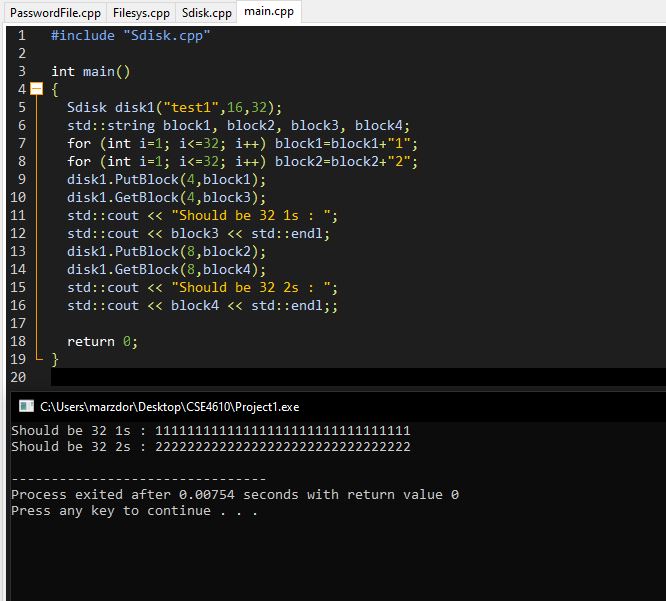 PasswordFile.cpp Filesys.cpp Sdisk.cpp main.cpp
1 #include "Sdisk.cpp"
2
3 int main()
4 {
5 Sdisk disk1("test1",16,32);
6 std::string block1, block2, block3, block4;
7 for (int i=1; i<=32; i++) block1=block1+"1";
8 for (int i=1; i<=32; i++) block2=block2+"2";
9 disk1.PutBlock(4,block1);
10 disk1.GetBlock(4,block3);
11 std::cout << "Should be 32 1s : ";
12 std::cout << block3 << std::endl;
13 disk1.PutBlock(8,block2);
14 disk1.GetBlock(8,block4);
15 std::cout << "Should be 32 2s : ";
16 std::cout << block4 << std::endl;;
17
18 return 0;
19 }
20
C:\Users\marzdor\Desktop\CSE4610\Project1.exe
Should be 32 1s : 11111111111111111111111111111111
Should be 32 2s : 22222222222222222222222222222222
--------------------------------
Process exited after 0.00754 seconds with return value 0
Press any key to continue . . .